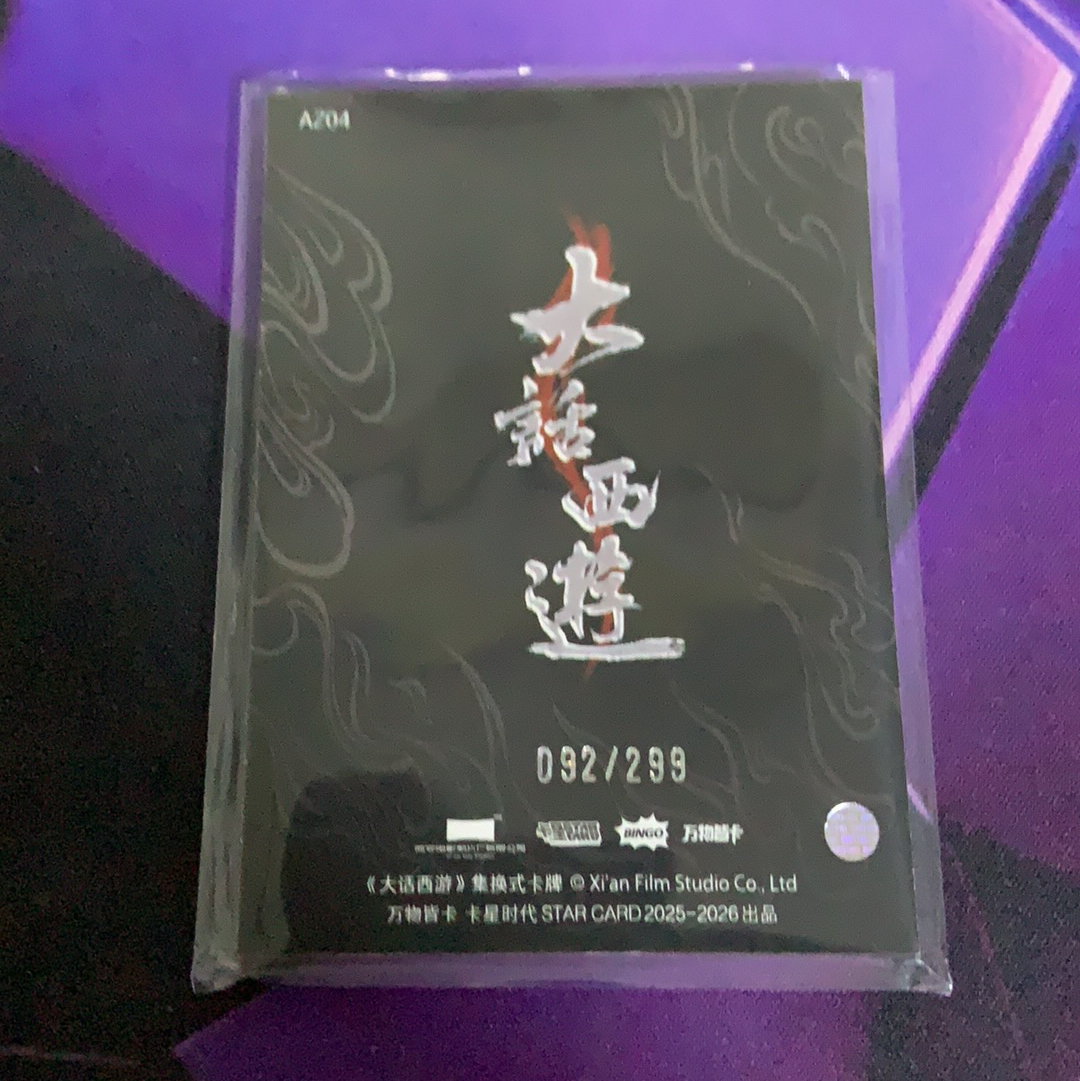 AZ04
大
話
西
遊
092/299
STAR CARD BINGO 万物皆卡
《大话西游》集换式卡牌 © Xi'an Film Studio Co., Ltd
万物皆卡 卡星时代 STAR CARD 2025-2026 出品